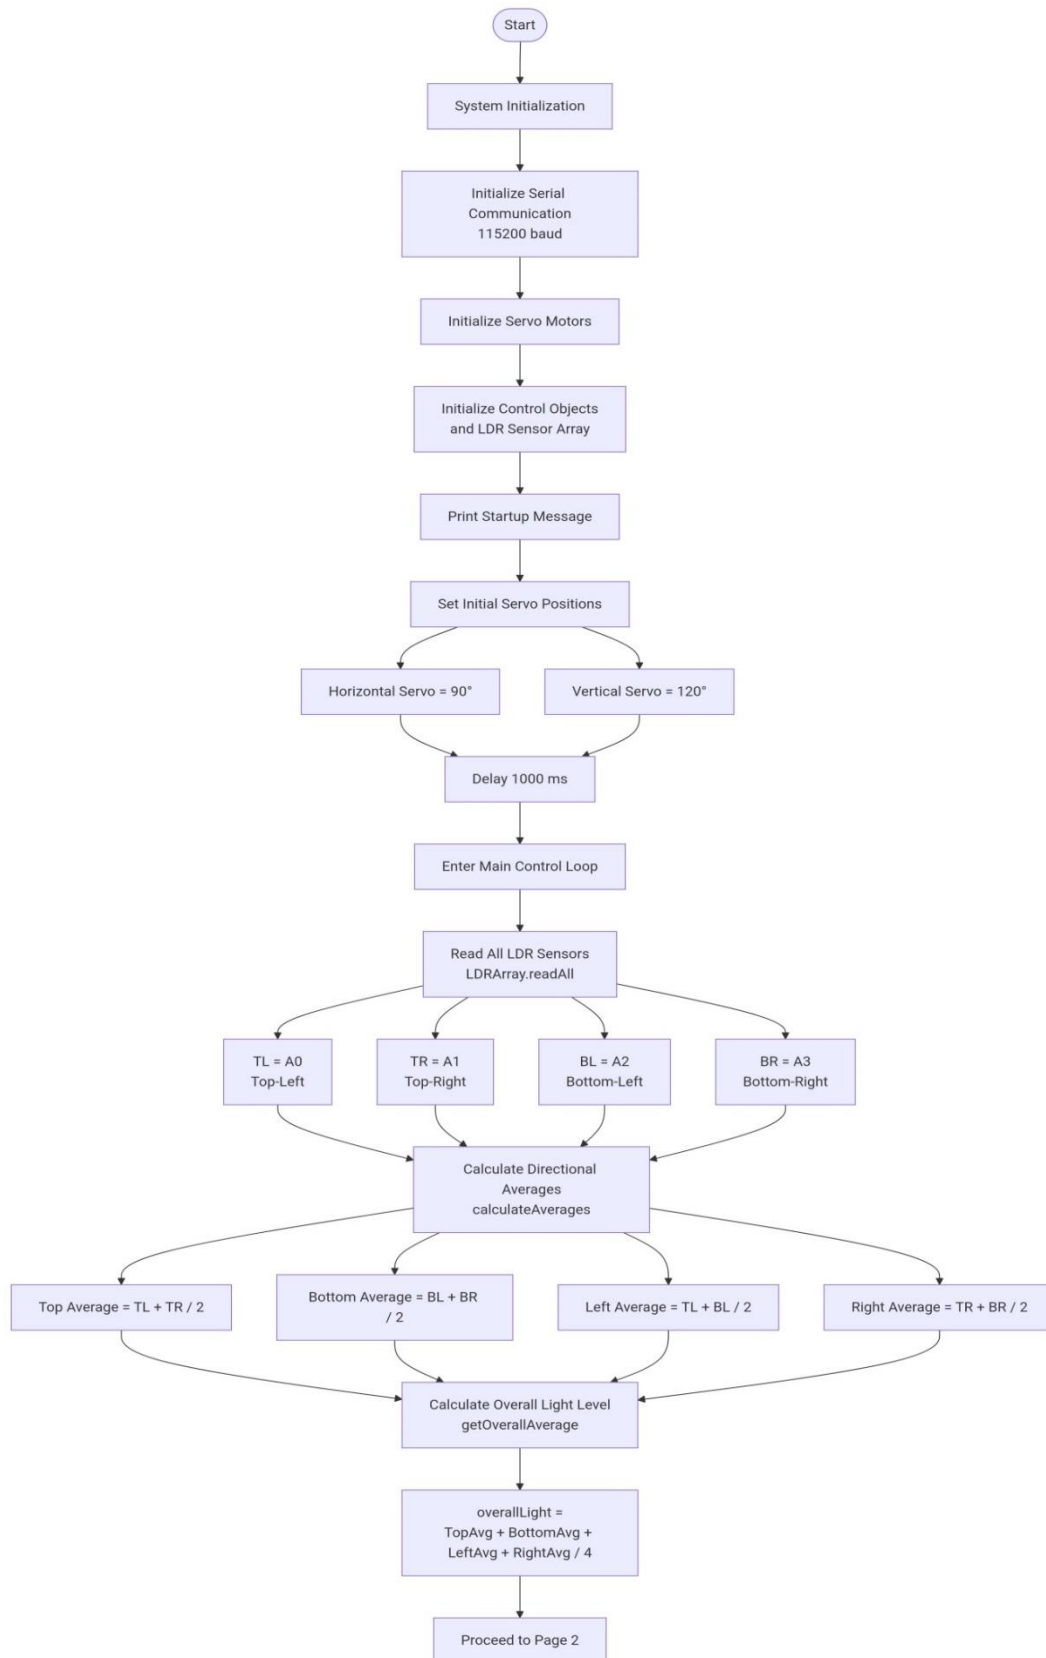 Start
System Initialization
Initialize Serial
Communication
115200 baud
Initialize Servo Motors
Initialize Control Objects
and LDR Sensor Array
Print Startup Message
Set Initial Servo Positions
Horizontal Servo = 90°
Vertical Servo = 120°
Delay 1000 ms
Enter Main Control Loop
Read All LDR Sensors
LDRArray.readAll
TL = A0
Top-Left
TR = A1
Top-Right
BL = A2
Bottom-Left
BR = A3
Bottom-Right
Calculate Directional
Averages
calculateAverages
Top Average = TL + TR / 2
Bottom Average = BL + BR
/ 2
Left Average = TL + BL / 2
Right Average = TR + BR / 2
Calculate Overall Light Level
getOverallAverage
overallLight =
TopAvg + BottomAvg +
LeftAvg + RightAvg / 4
Proceed to Page 2